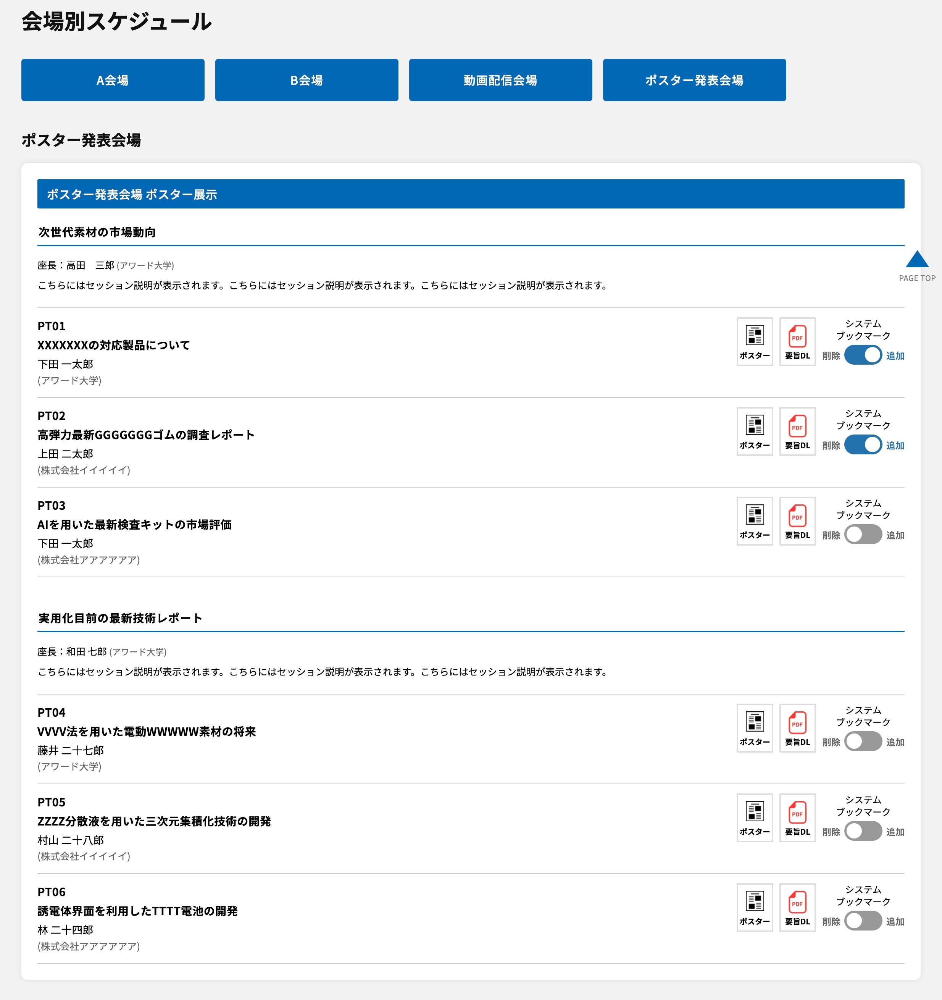 会場別スケジュール
A会場
B会場
動画配信会場
ポスター発表会場
ポスター発表会場
ポスター発表会場 ポスター展示
次世代素材の市場動向
座長：高田　三郎 (アワード大学)
こちらにはセッション説明が表示されます。こちらにはセッション説明が表示されます。こちらにはセッション説明が表示されます。
PAGE TOP
PT01
XXXXXXXの対応製品について
下田 一太郎
(アワード大学)
ポスター
PDF
要旨DL
システム
ブックマーク
削除 追加
PT02
高弾力最新GGGGGGGゴムの調査レポート
上田 二太郎
(株式会社イイイイイ)
ポスター
PDF
要旨DL
システム
ブックマーク
削除 追加
PT03
AIを用いた最新検査キットの市場評価
下田 一太郎
(株式会社アアアアアア)
ポスター
PDF
要旨DL
システム
ブックマーク
削除 追加
実用化目前の最新技術レポート
座長：和田 七郎 (アワード大学)
こちらにはセッション説明が表示されます。こちらにはセッション説明が表示されます。こちらにはセッション説明が表示されます。
PT04
VVVV法を用いた電動WWWWW素材の将来
藤井 二十七郎
(アワード大学)
ポスター
PDF
要旨DL
システム
ブックマーク
削除 追加
PT05
ZZZZ分散液を用いた三次元集積化技術の開発
村山 二十八郎
(株式会社イイイイイ)
ポスター
PDF
要旨DL
システム
ブックマーク
削除 追加
PT06
誘電体界面を利用したTTTT電池の開発
林 二十四郎
(株式会社アアアアアア)
ポスター
PDF
要旨DL
システム
ブックマーク
削除 追加